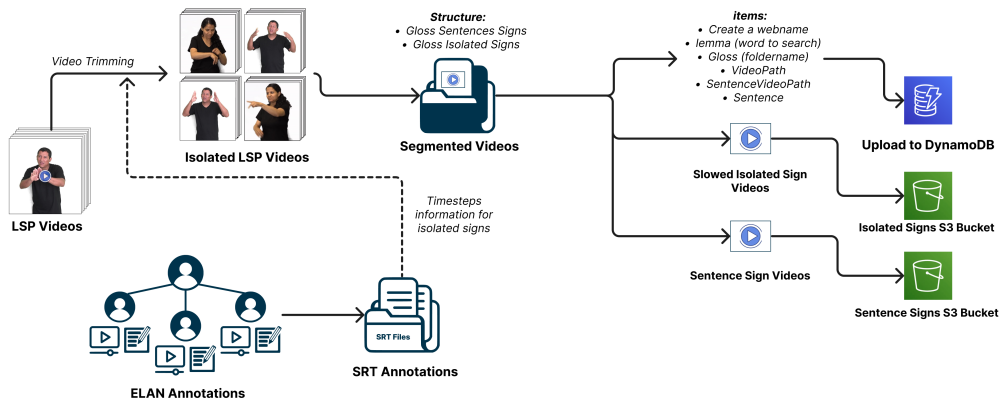 Video Trimming
LSP Videos
Isolated LSP Videos
Structure:
• Gloss Sentences Signs
• Gloss Isolated Signs
Segmented Videos
items:
• Create a webname
• lemma (word to search)
• Gloss (foldername)
• VideoPath
• SentenceVideoPath
• Sentence
Upload to DynamoDB
Slowed Isolated Sign
Videos
Isolated Signs S3 Bucket
Sentence Sign Videos
Sentence Signs S3 Bucket
Timesteps
information for
isolated signs
SRT Files
SRT Annotations
ELAN Annotations